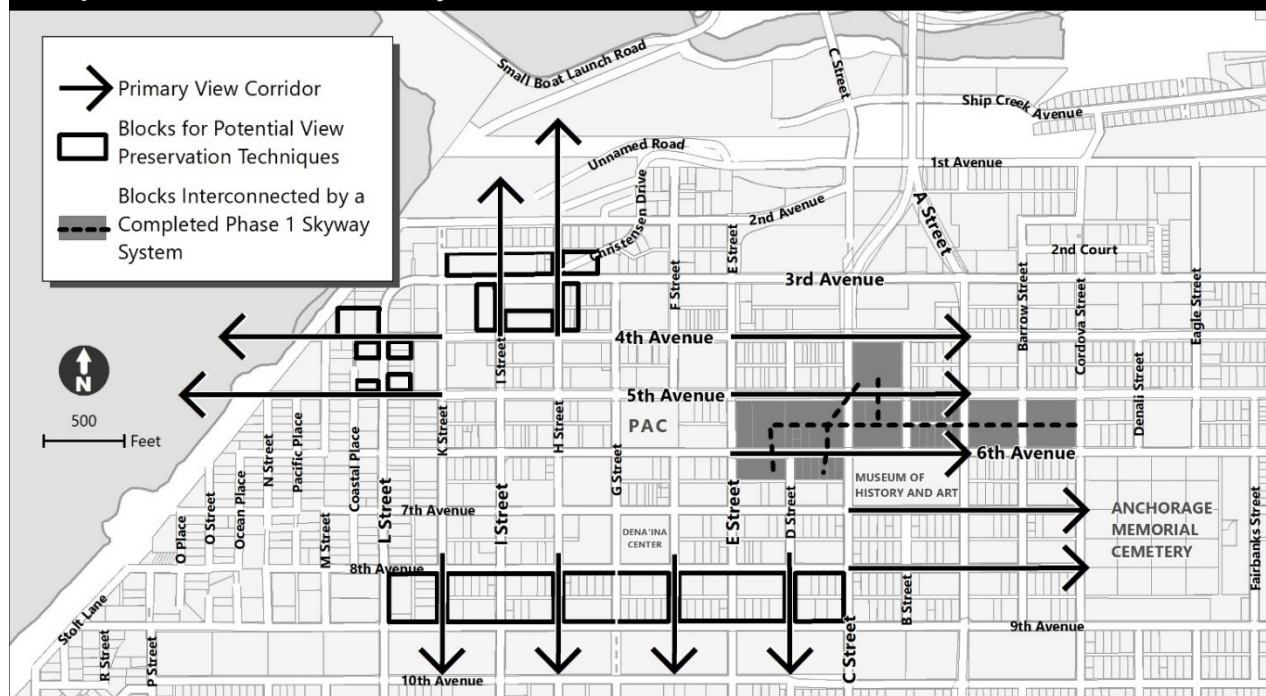 Primary View Corridor
Blocks for Potential View
Preservation Techniques
Blocks Interconnected by a
Completed Phase 1 Skyway
System
N
500
Feet
Small Boat Launch Road
C Street
Ship Creek Avenue
Unnamed Road
1st Avenue
Christensen Drive
2nd Avenue
A Street
E Street
2nd Court
F Street
3rd Avenue
Barrow Street
Cordova Street
Eagle Street
4th Avenue
I Street
Denali Street
5th Avenue
K Street
H Street
PAC
6th Avenue
G Street
N Street
Pacific Place
Coastal Place
MUSEUM OF
HISTORY AND ART
O Place
O Street
Ocean Place
M Street
L Street
7th Avenue
I Street
E Street
D Street
DENA'INA
CENTER
ANCHORAGE
MEMORIAL
CEMETERY
Fairbanks Street
8th Avenue
B Street
Stolt Lane
9th Avenue
R Street
P Street
C Street
10th Avenue